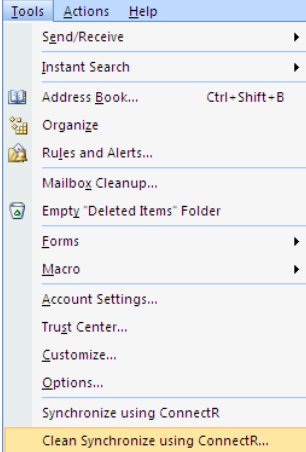 Tools Actions Help
Send/Receive
Instant Search
Address Book... Ctrl+Shift+B
Organize
Rules and Alerts...
Mailbox Cleanup...
Empty "Deleted Items" Folder
Forms
Macro
Account Settings...
Trust Center...
Customize...
Options...
Synchronize using ConnectR
Clean Synchronize using ConnectR...